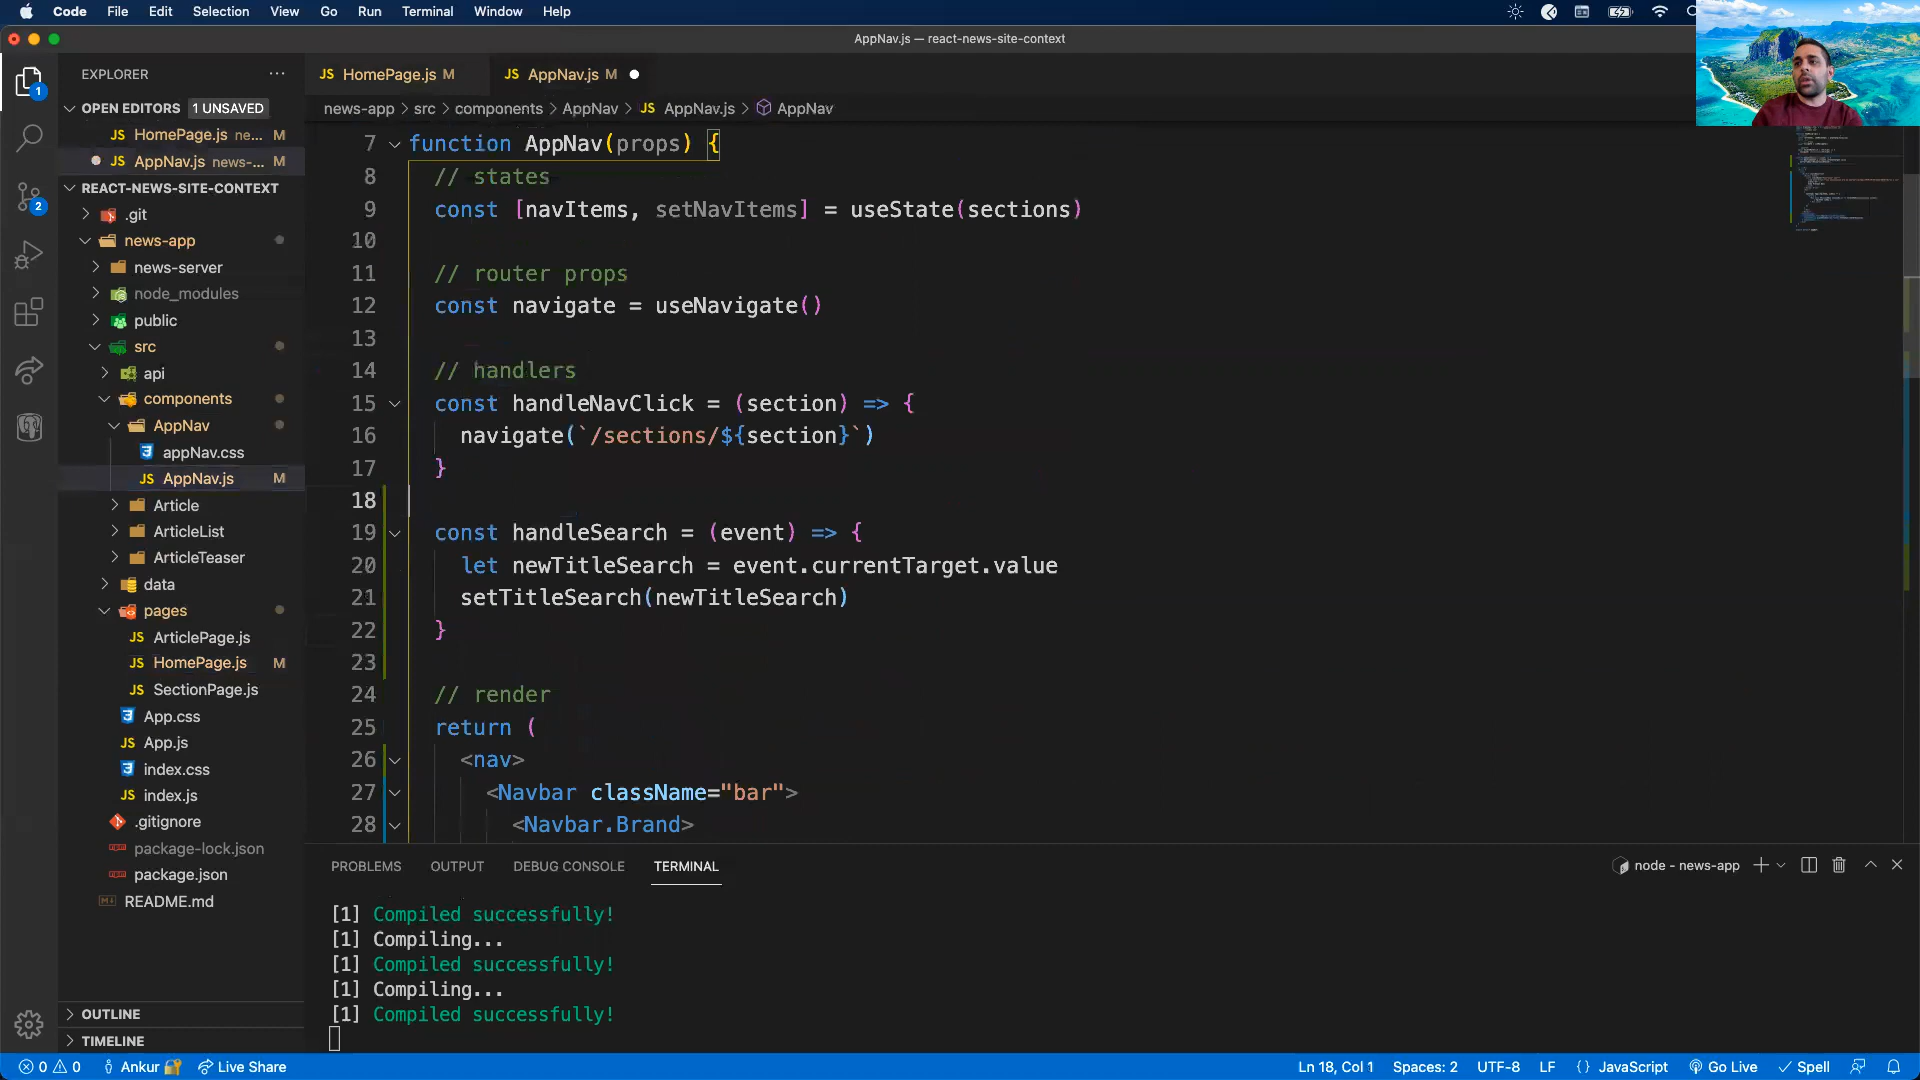 Code File Edit Selection View Go Run Terminal Window Help
AppNav.js — react-news-site-context
EXPLORER
OPEN EDITORS 1 UNSAVED
JS HomePage.js ne... M
JS AppNav.js news-... M
REACT-NEWS-SITE-CONTEXT
.git
news-app
news-server
node_modules
public
src
api
components
AppNav
appNav.css
JS AppNav.js M
Article
ArticleList
ArticleTeaser
data
pages
JS ArticlePage.js
JS HomePage.js M
JS SectionPage.js
App.css
JS App.js
index.css
JS index.js
.gitignore
package-lock.json
package.json
README.md
OUTLINE
TIMELINE
1
2
JS HomePage.js M JS AppNav.js M
news-app > src > components > AppNav > JS AppNav.js > AppNav
7 function AppNav(props) {
8 // states
9 const [navItems, setNavItems] = useState(sections)
10
11 // router props
12 const navigate = useNavigate()
13
14 // handlers
15 const handleNavClick = (section) => {
16 navigate(`/sections/${section}`)
17 }
18
19 const handleSearch = (event) => {
20 let newTitleSearch = event.currentTarget.value
21 setTitleSearch(newTitleSearch)
22 }
23
24 // render
25 return (
26 <nav>
27 <Navbar className="bar">
28 <Navbar.Brand>
PROBLEMS OUTPUT DEBUG CONSOLE TERMINAL node - news-app
[1] Compiled successfully!
[1] Compiling...
[1] Compiled successfully!
[1] Compiling...
[1] Compiled successfully!
0 0 Ankur Live Share Ln 18, Col 1 Spaces: 2 UTF-8 LF {} JavaScript Go Live Spell